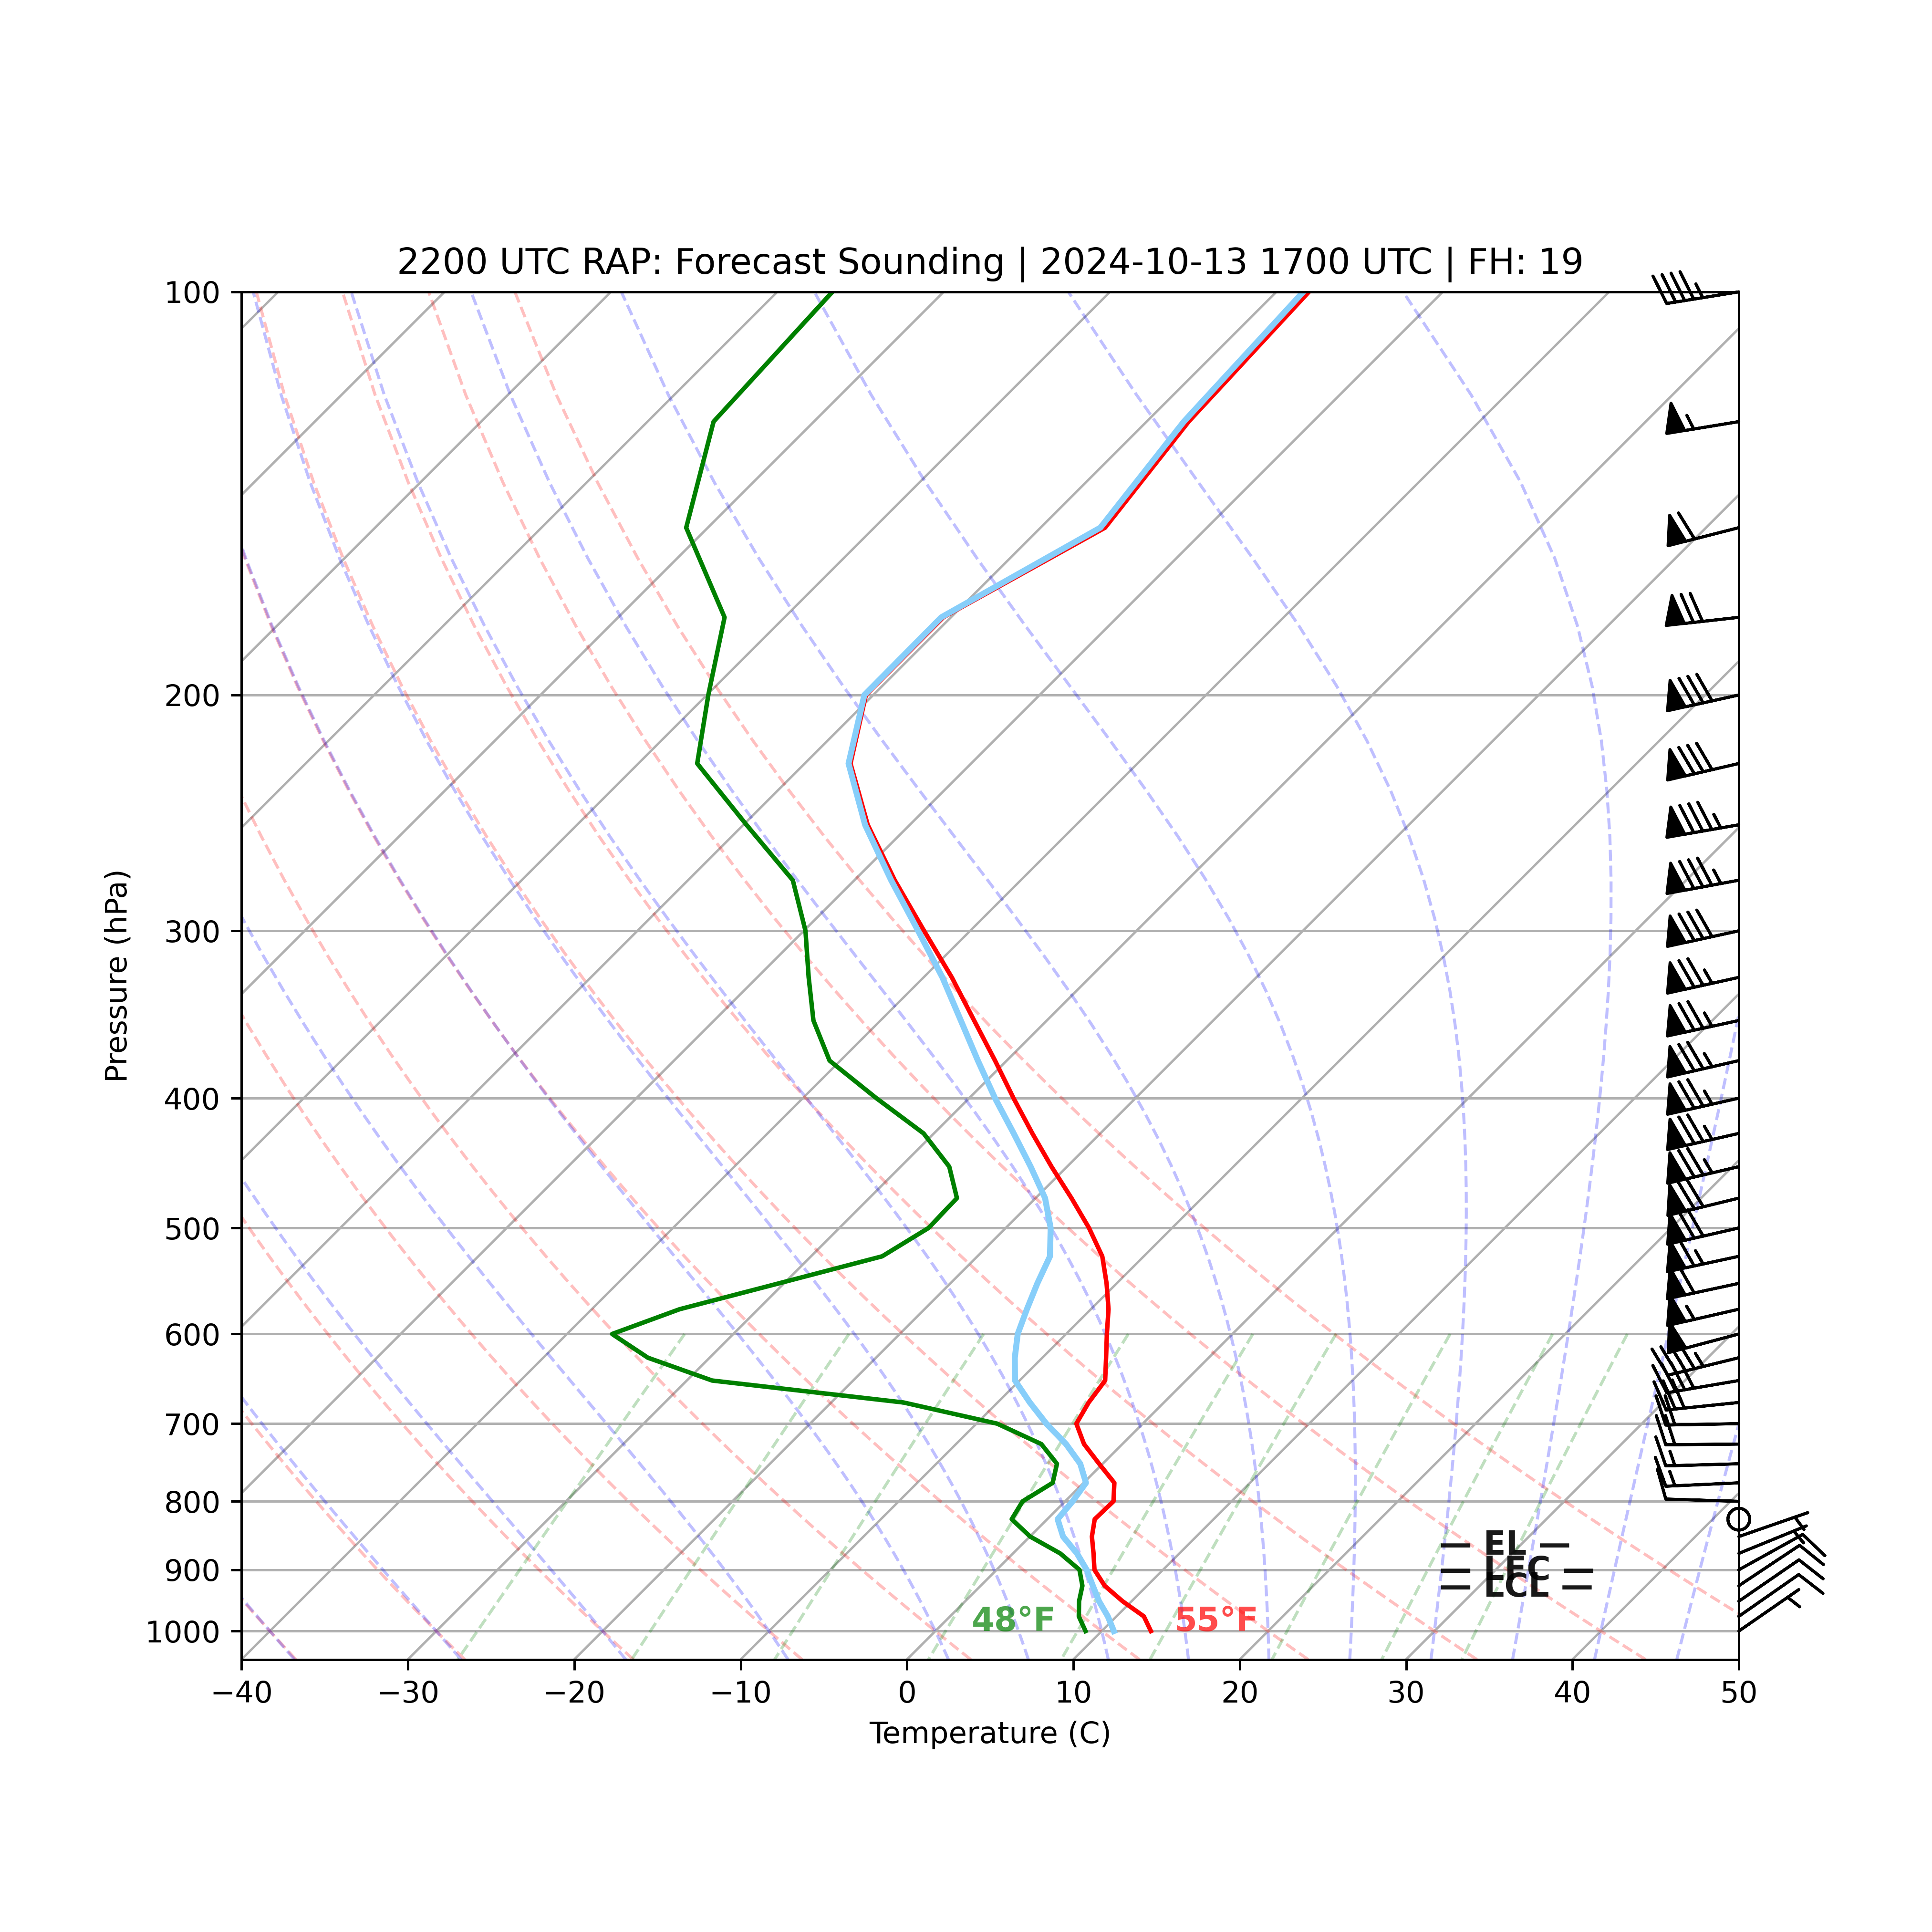 2200 UTC RAP: Forecast Sounding | 2024-10-13 1700 UTC | FH: 19
100
200
300
400
500
600
700
800
900
1000
Pressure (hPa)
— EL —
— LFC —
— LCL —
48°F
55°F
−40 −30 −20 −10 0 10 20 30 40 50
Temperature (C)